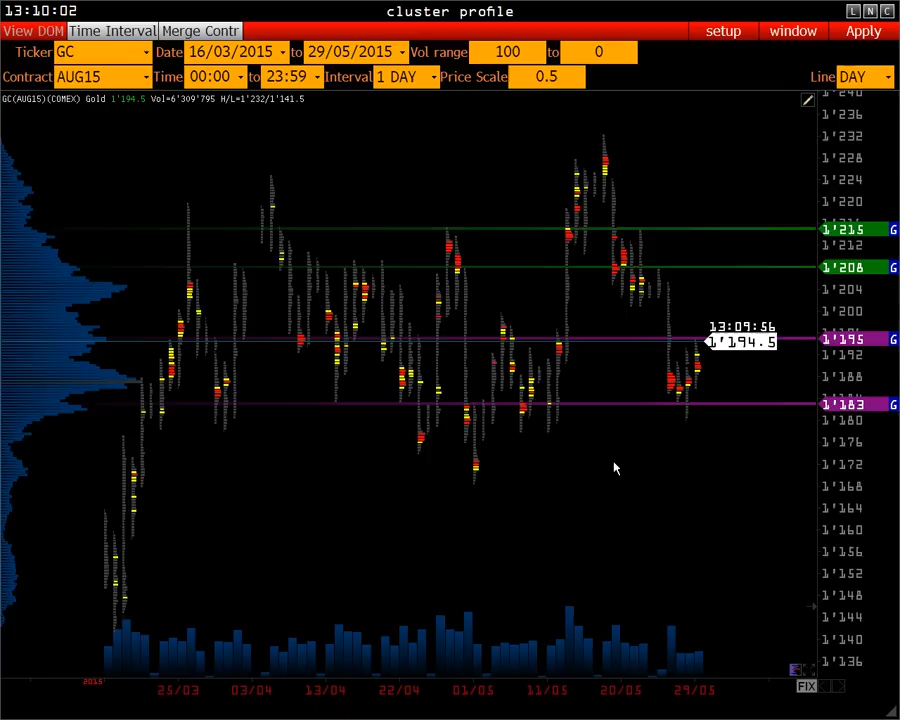 13:10:02 cluster profile L N C
View DOM Time Interval Merge Contr setup window Apply
Ticker GC Date 16/03/2015 to 29/05/2015 Vol range 100 to 0
Contract AUG15 Time 00:00 to 23:59 Interval 1 DAY Price Scale 0.5 Line DAY
GC(AUG15)(COMEX) Gold 1'194.5 Vol=6'309'795 H/L=1'232/1'141.5
1'240
1'236
1'232
1'228
1'224
1'220
1'215 G
1'212
1'208 G
1'204
1'200
13:09:56
1'195 G
1'194.5
1'192
1'188
1'183 G
1'180
1'176
1'172
1'168
1'164
1'160
1'156
1'152
1'148
1'144
1'140
1'136
2015 25/03 03/04 13/04 22/04 01/05 11/05 20/05 29/05
FIX